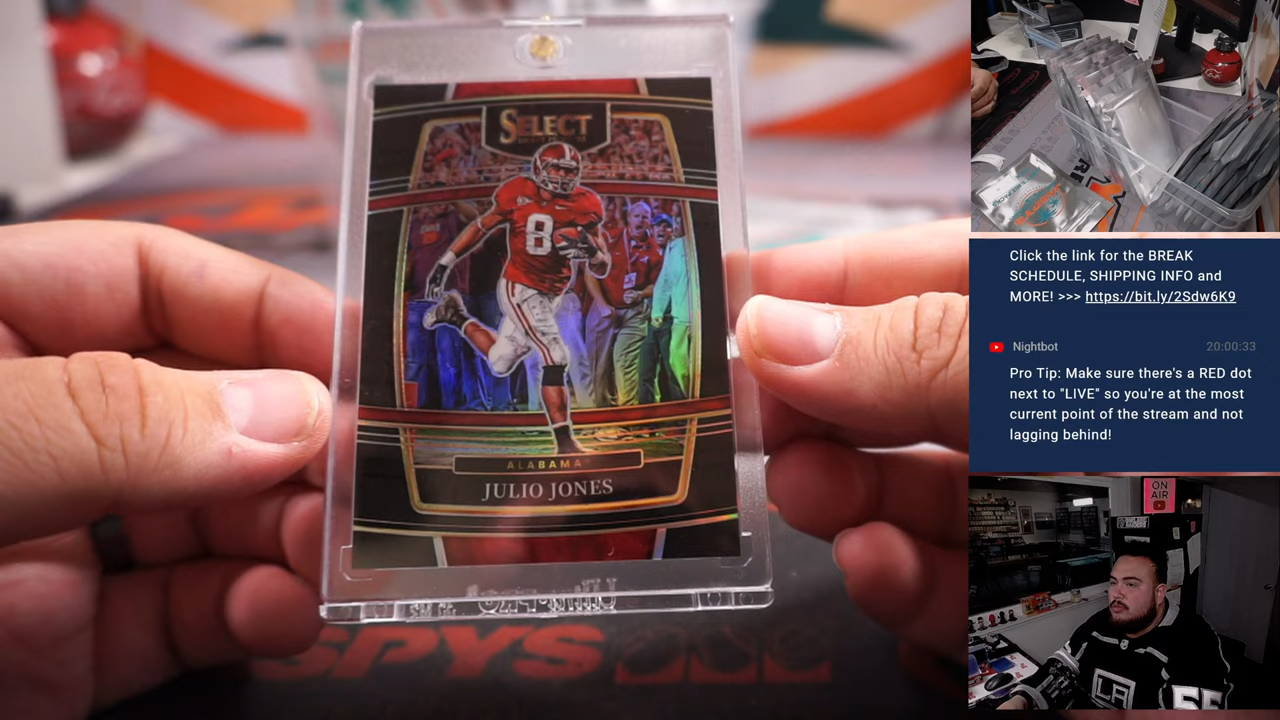 SELECT
8
ALABAMA
JULIO JONES
SPYS
Click the link for the BREAK
SCHEDULE, SHIPPING INFO and
MORE! >>> https://bit.ly/2Sdw6K9
Nightbot 20:00:33
Pro Tip: Make sure there's a RED dot
next to "LIVE" so you're at the most
current point of the stream and not
lagging behind!
ON
AIR
LA
55